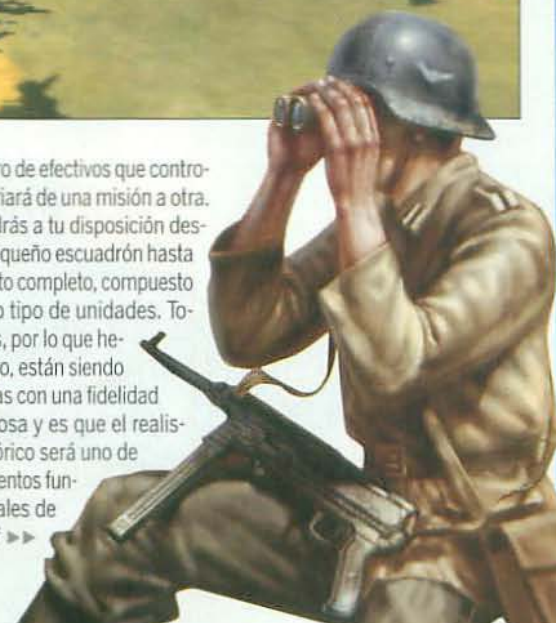 ro de efectivos que contro-
iará de una misión a otra.
drás a tu disposición des-
queño escuadrón hasta
to completo, compuesto
o tipo de unidades. To-
s, por lo que he-
o, están siendo
as con una fidelidad
osa y es que el realis-
órico será uno de
entos fun-
ales de